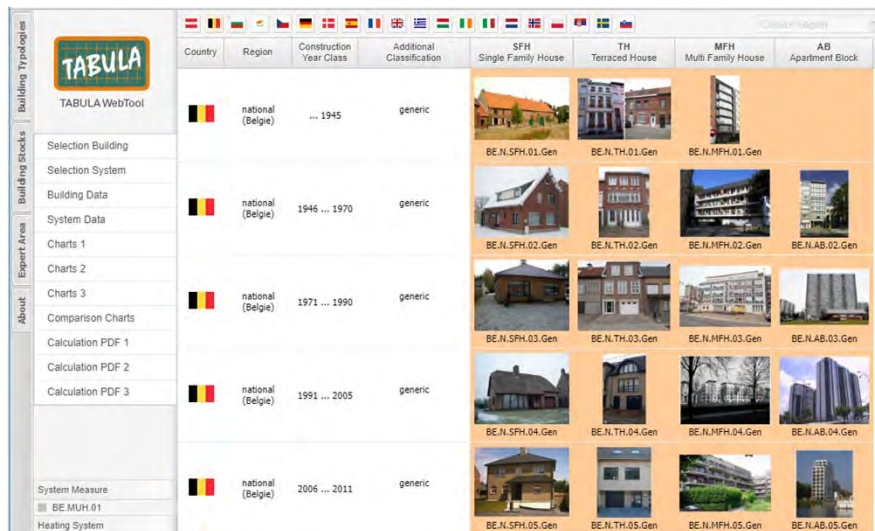 Building Typologies
Building Stocks
Expert Area
About
TABULA
TABULA WebTool
Selection Building
Selection System
Building Data
System Data
Charts 1
Charts 2
Charts 3
Comparison Charts
Calculation PDF 1
Calculation PDF 2
Calculation PDF 3
System Measure
BE.MUH.01
Heating System
Climate Region
Country
Region
Construction
Year Class
Additional
Classification
SFH
Single Family House
TH
Terraced House
MFH
Multi Family House
AB
Apartment Block
national
(Belgie)
... 1945
generic
BE.N.SFH.01.Gen
BE.N.TH.01.Gen
BE.N.MFH.01.Gen
national
(Belgie)
1946 ... 1970
generic
BE.N.SFH.02.Gen
BE.N.TH.02.Gen
BE.N.MFH.02.Gen
BE.N.AB.02.Gen
national
(Belgie)
1971 ... 1990
generic
BE.N.SFH.03.Gen
BE.N.TH.03.Gen
BE.N.MFH.03.Gen
BE.N.AB.03.Gen
national
(Belgie)
1991 ... 2005
generic
BE.N.SFH.04.Gen
BE.N.TH.04.Gen
BE.N.MFH.04.Gen
BE.N.AB.04.Gen
national
(Belgie)
2006 ... 2011
generic
BE.N.SFH.05.Gen
BE.N.TH.05.Gen
BE.N.MFH.05.Gen
BE.N.AB.05.Gen